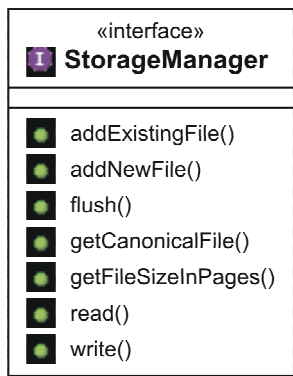 «interface»
I StorageManager
addExistingFile()
addNewFile()
flush()
getCanonicalFile()
getFileSizeInPages()
read()
write()